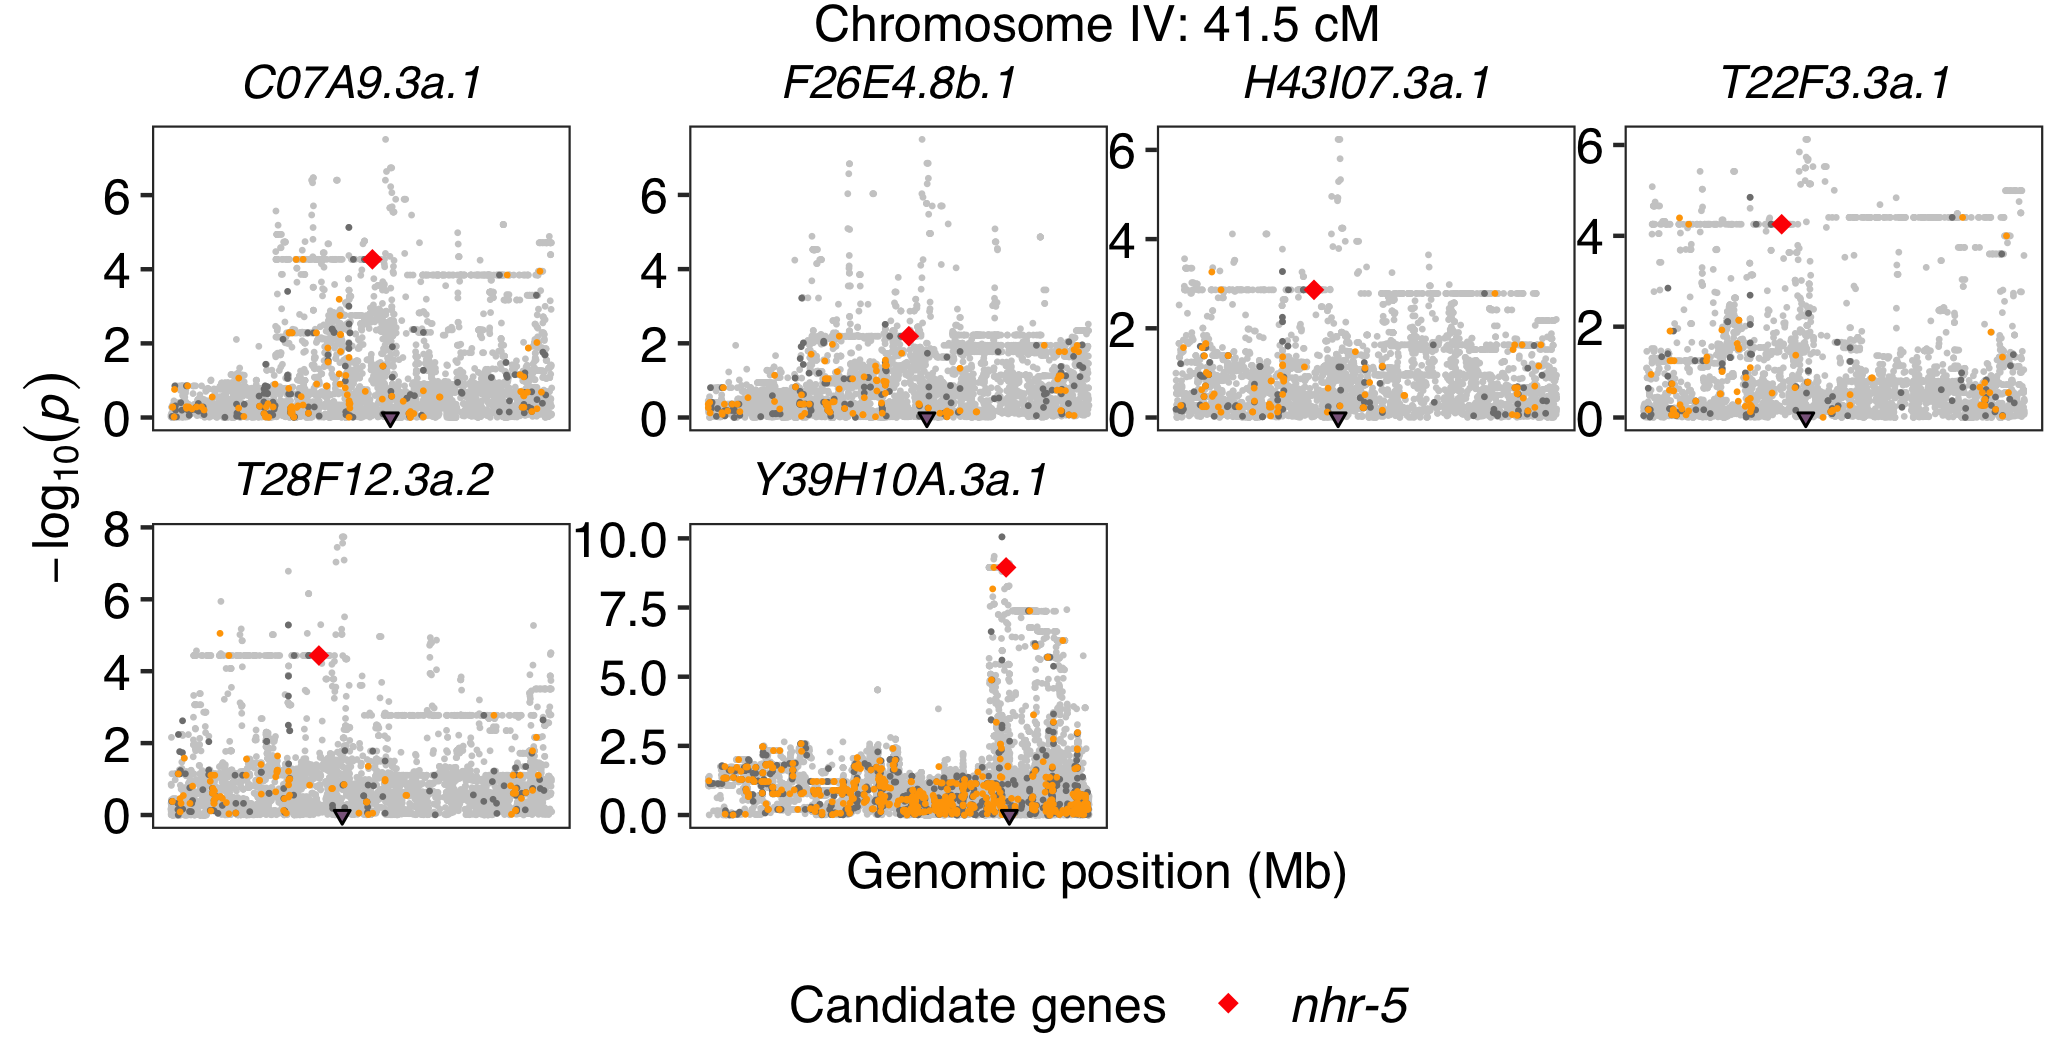 Chromosome IV: 41.5 cM
C07A9.3a.1
F26E4.8b.1
H43I07.3a.1
T22F3.3a.1
6
4
2
0
6
4
2
0
6
4
2
0
6
4
2
0
T28F12.3a.2
Y39H10A.3a.1
8
6
4
2
0
10.0
7.5
5.0
2.5
0.0
−log10(p)
Genomic position (Mb)
Candidate genes nhr-5